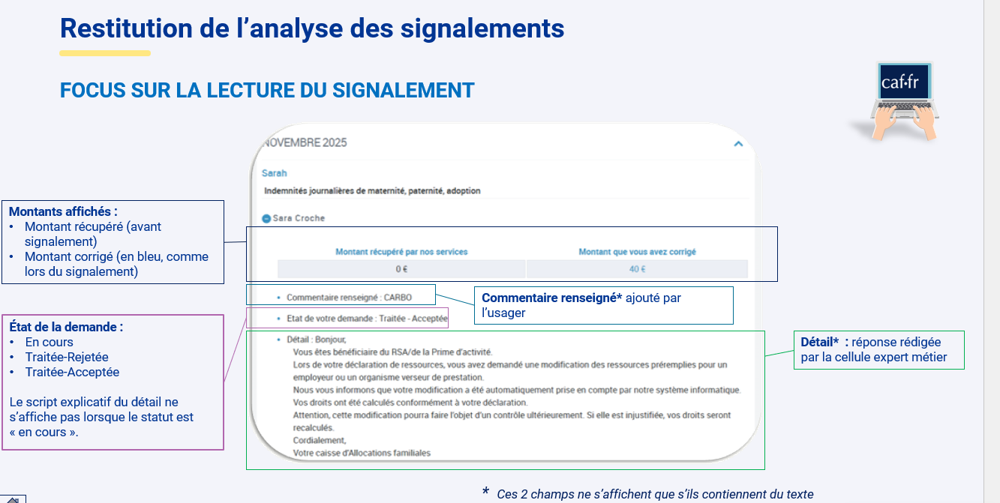 Restitution de l’analyse des signalements
FOCUS SUR LA LECTURE DU SIGNALEMENT
caf.fr
NOVEMBRE 2025
Sarah
Indemnités journalières de maternité, paternité, adoption
Sara Croche
Montants affichés :
• Montant récupéré (avant
signalement)
• Montant corrigé (en bleu, comme
lors du signalement)
Montant récupéré par nos services Montant que vous avez corrigé
0 € 40 €
• Commentaire renseigné : CARBO
Commentaire renseigné* ajouté par
l’usager
• Etat de votre demande : Traitée - Acceptée
État de la demande :
• En cours
• Traitée-Rejetée
• Traitée-Acceptée
Le script explicatif du détail ne
s’affiche pas lorsque le statut est
« en cours ».
• Détail : Bonjour,
Vous êtes bénéficiaire du RSA/de la Prime d'activité.
Lors de votre déclaration de ressources, vous avez demandé une modification des ressources préremplies pour un
employeur ou un organisme verseur de prestation.
Nous vous informons que votre modification a été automatiquement prise en compte par notre système informatique.
Vos droits ont été calculés conformément à votre déclaration.
Attention, cette modification pourra faire l'objet d'un contrôle ultérieurement. Si elle est injustifiée, vos droits seront
recalculés.
Cordialement,
Votre caisse d'Allocations familiales
Détail* : réponse rédigée
par la cellule expert métier
* Ces 2 champs ne s’affichent que s’ils contiennent du texte